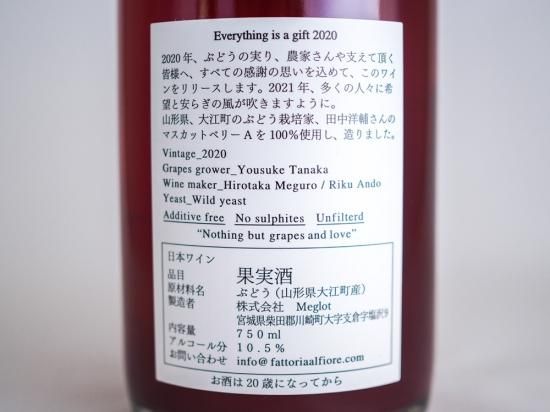 Everything is a gift 2020
2020年、ぶどうの実り、農家さんや支えて頂く
皆様へ、すべての感謝の思いを込めて、このワイ
ンをリリースします。2021年、多くの人々に希
望と安らぎの風が吹きますように。
山形県、大江町のぶどう栽培家、田中洋輔さんの
マスカットベリーAを100%使用し、造りました。
Vintage_2020
Grapes grower_Yousuke Tanaka
Wine maker_Hirotaka Meguro / Riku Ando
Yeast_Wild yeast
Additive free No sulphites Unfilterd
“Nothing but grapes and love”
日本ワイン
品目 果実酒
原材料名 ぶどう（山形県大江町産）
製造者 株式会社 Meglot
宮城県柴田郡川崎町大字支倉字塩沢9
内容量 750ml
アルコール分 10.5%
お問い合わせ info@fattoriaalfiore.com
お酒は20歳になってから